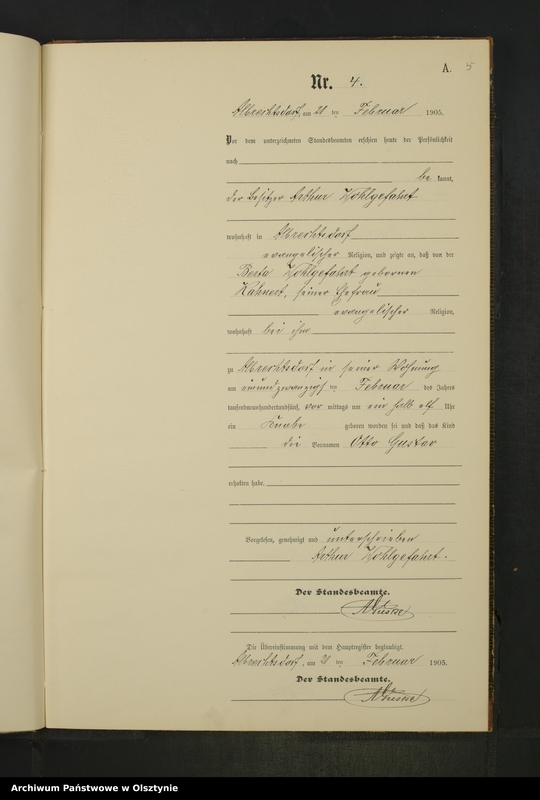 A. 5
Nr. 4.
Albrechtsdorf, am 21 ten Februar 1905.
Vor dem unterzeichneten Standesbeamten erschien heute der Persönlichkeit
nach
be kannt,
der Besitzer Arthur Wohlgefahrt
wohnhaft in Albrechtsdorf
evangelischer Religion, und zeigte an, daß von der
Berta Wohlgefahrt geborenen
Kahnert, seiner Ehefrau
evangelischer Religion,
wohnhaft bei ihm
zu Albrechtsdorf in seiner Wohnung
am einundzwanzigsten Februar des Jahres
tausendneunhundertundfünf, vor mittags um ein halb elf Uhr
ein Knabe geboren worden sei und daß das Kind
die Vornamen Otto Gustav
erhalten habe.
Vorgelesen, genehmigt und unterschrieben
Arthur Wohlgefahrt.
Der Standesbeamte.
Die Übereinstimmung mit dem Hauptregister beglaubigt.
Albrechtsdorf, am 21 ten Februar 1905.
Der Standesbeamte.
Archiwum Państwowe w Olsztynie